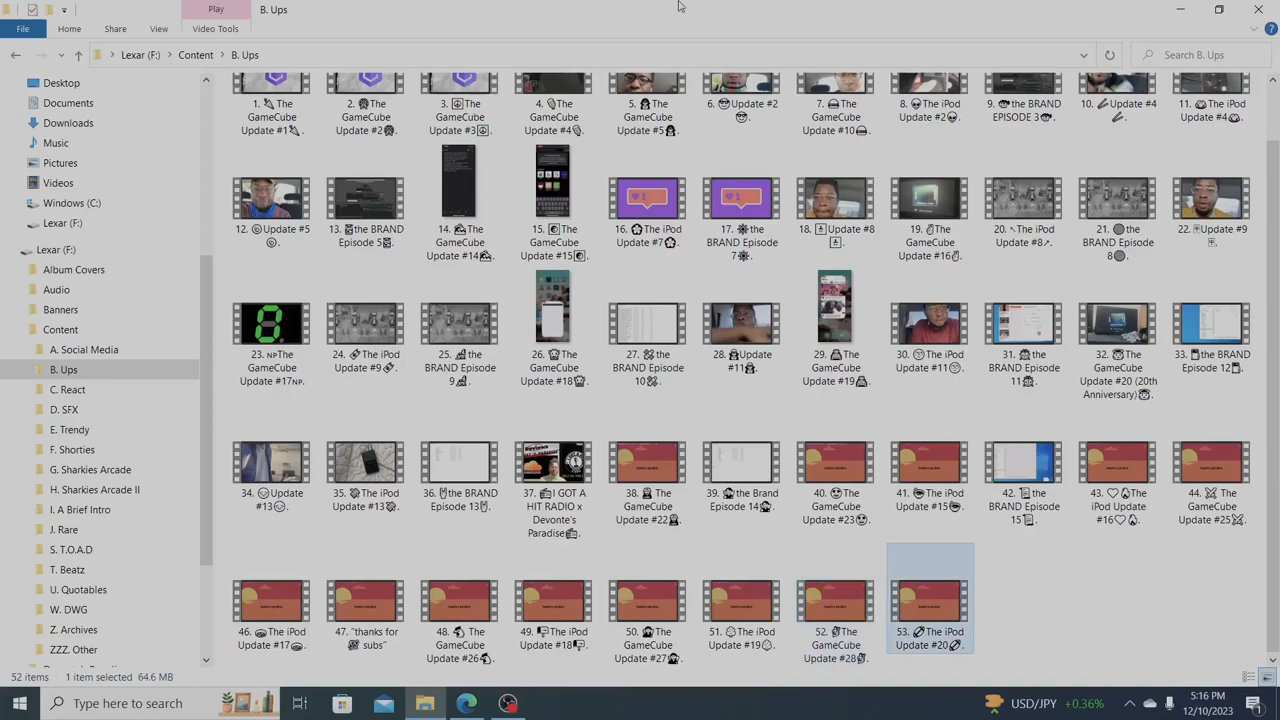 Play
B. Ups
File
Home
Share
View
Video Tools
Lexar (F:)
Content
B. Ups
Search B. Ups
Desktop
Documents
Downloads
Music
Pictures
Videos
Windows (C:)
Lexar (F:)
Lexar (F:)
Album Covers
Audio
Banners
Content
A. Social Media
B. Ups
C. React
D. SFX
E. Trendy
F. Shorties
G. Sharkies Arcade
H. Sharkies Arcade II
I. A Brief Intro
J. Rare
S. T.O.A.D
T. Beatz
U. Quotables
W. DWG
Z. Archives
ZZZ. Other
1. The
GameCube
Update #1
2. The
GameCube
Update #2
3. The
GameCube
Update #3
4. The
GameCube
Update #4
5. The
GameCube
Update #5
6. Update #2
7. The
GameCube
Update #10
8. The iPod
Update #2
9. the BRAND
EPISODE 3
10. Update #4
11. The iPod
Update #4
12. Update #5
13. the BRAND
Episode 5
14. The
GameCube
Update #14
15. The
GameCube
Update #15
16. The iPod
Update #7
17. the
BRAND Episode
7
18. Update #8
19. The
GameCube
Update #16
20. The iPod
Update #8
21. the
BRAND Episode
8
22. Update #9
23. NPThe
GameCube
Update #17NP.
24. The iPod
Update #9
25. the
BRAND Episode
9
26. The
GameCube
Update #18
27. the
BRAND Episode
10
28. Update
#11
29. The
GameCube
Update #19
30. The iPod
Update #11
31. the
BRAND Episode
11
32. The
GameCube
Update #20 (20th
Anniversary)
33. the BRAND
Episode 12
34. Update
#13
35. The iPod
Update #13
36. the BRAND
Episode 13
37. I GOT A
HIT RADIO x
Devonte's
Paradise
38. The
GameCube
Update #22
39. the Brand
Episode 14
40. The
GameCube
Update #23
41. The iPod
Update #15
42. the
BRAND Episode
15
43. The
iPod Update
#16
44. The
GameCube
Update #25
46. The iPod
Update #17
47. "thanks for
subs"
48. The
GameCube
Update #26
49. The iPod
Update #18
50. The
GameCube
Update #27
51. The iPod
Update #19
52. The
GameCube
Update #28
53. The iPod
Update #20
52 items
1 item selected 64.6 MB
Type here to search
USD/JPY +0.36%
5:16 PM
12/10/2023